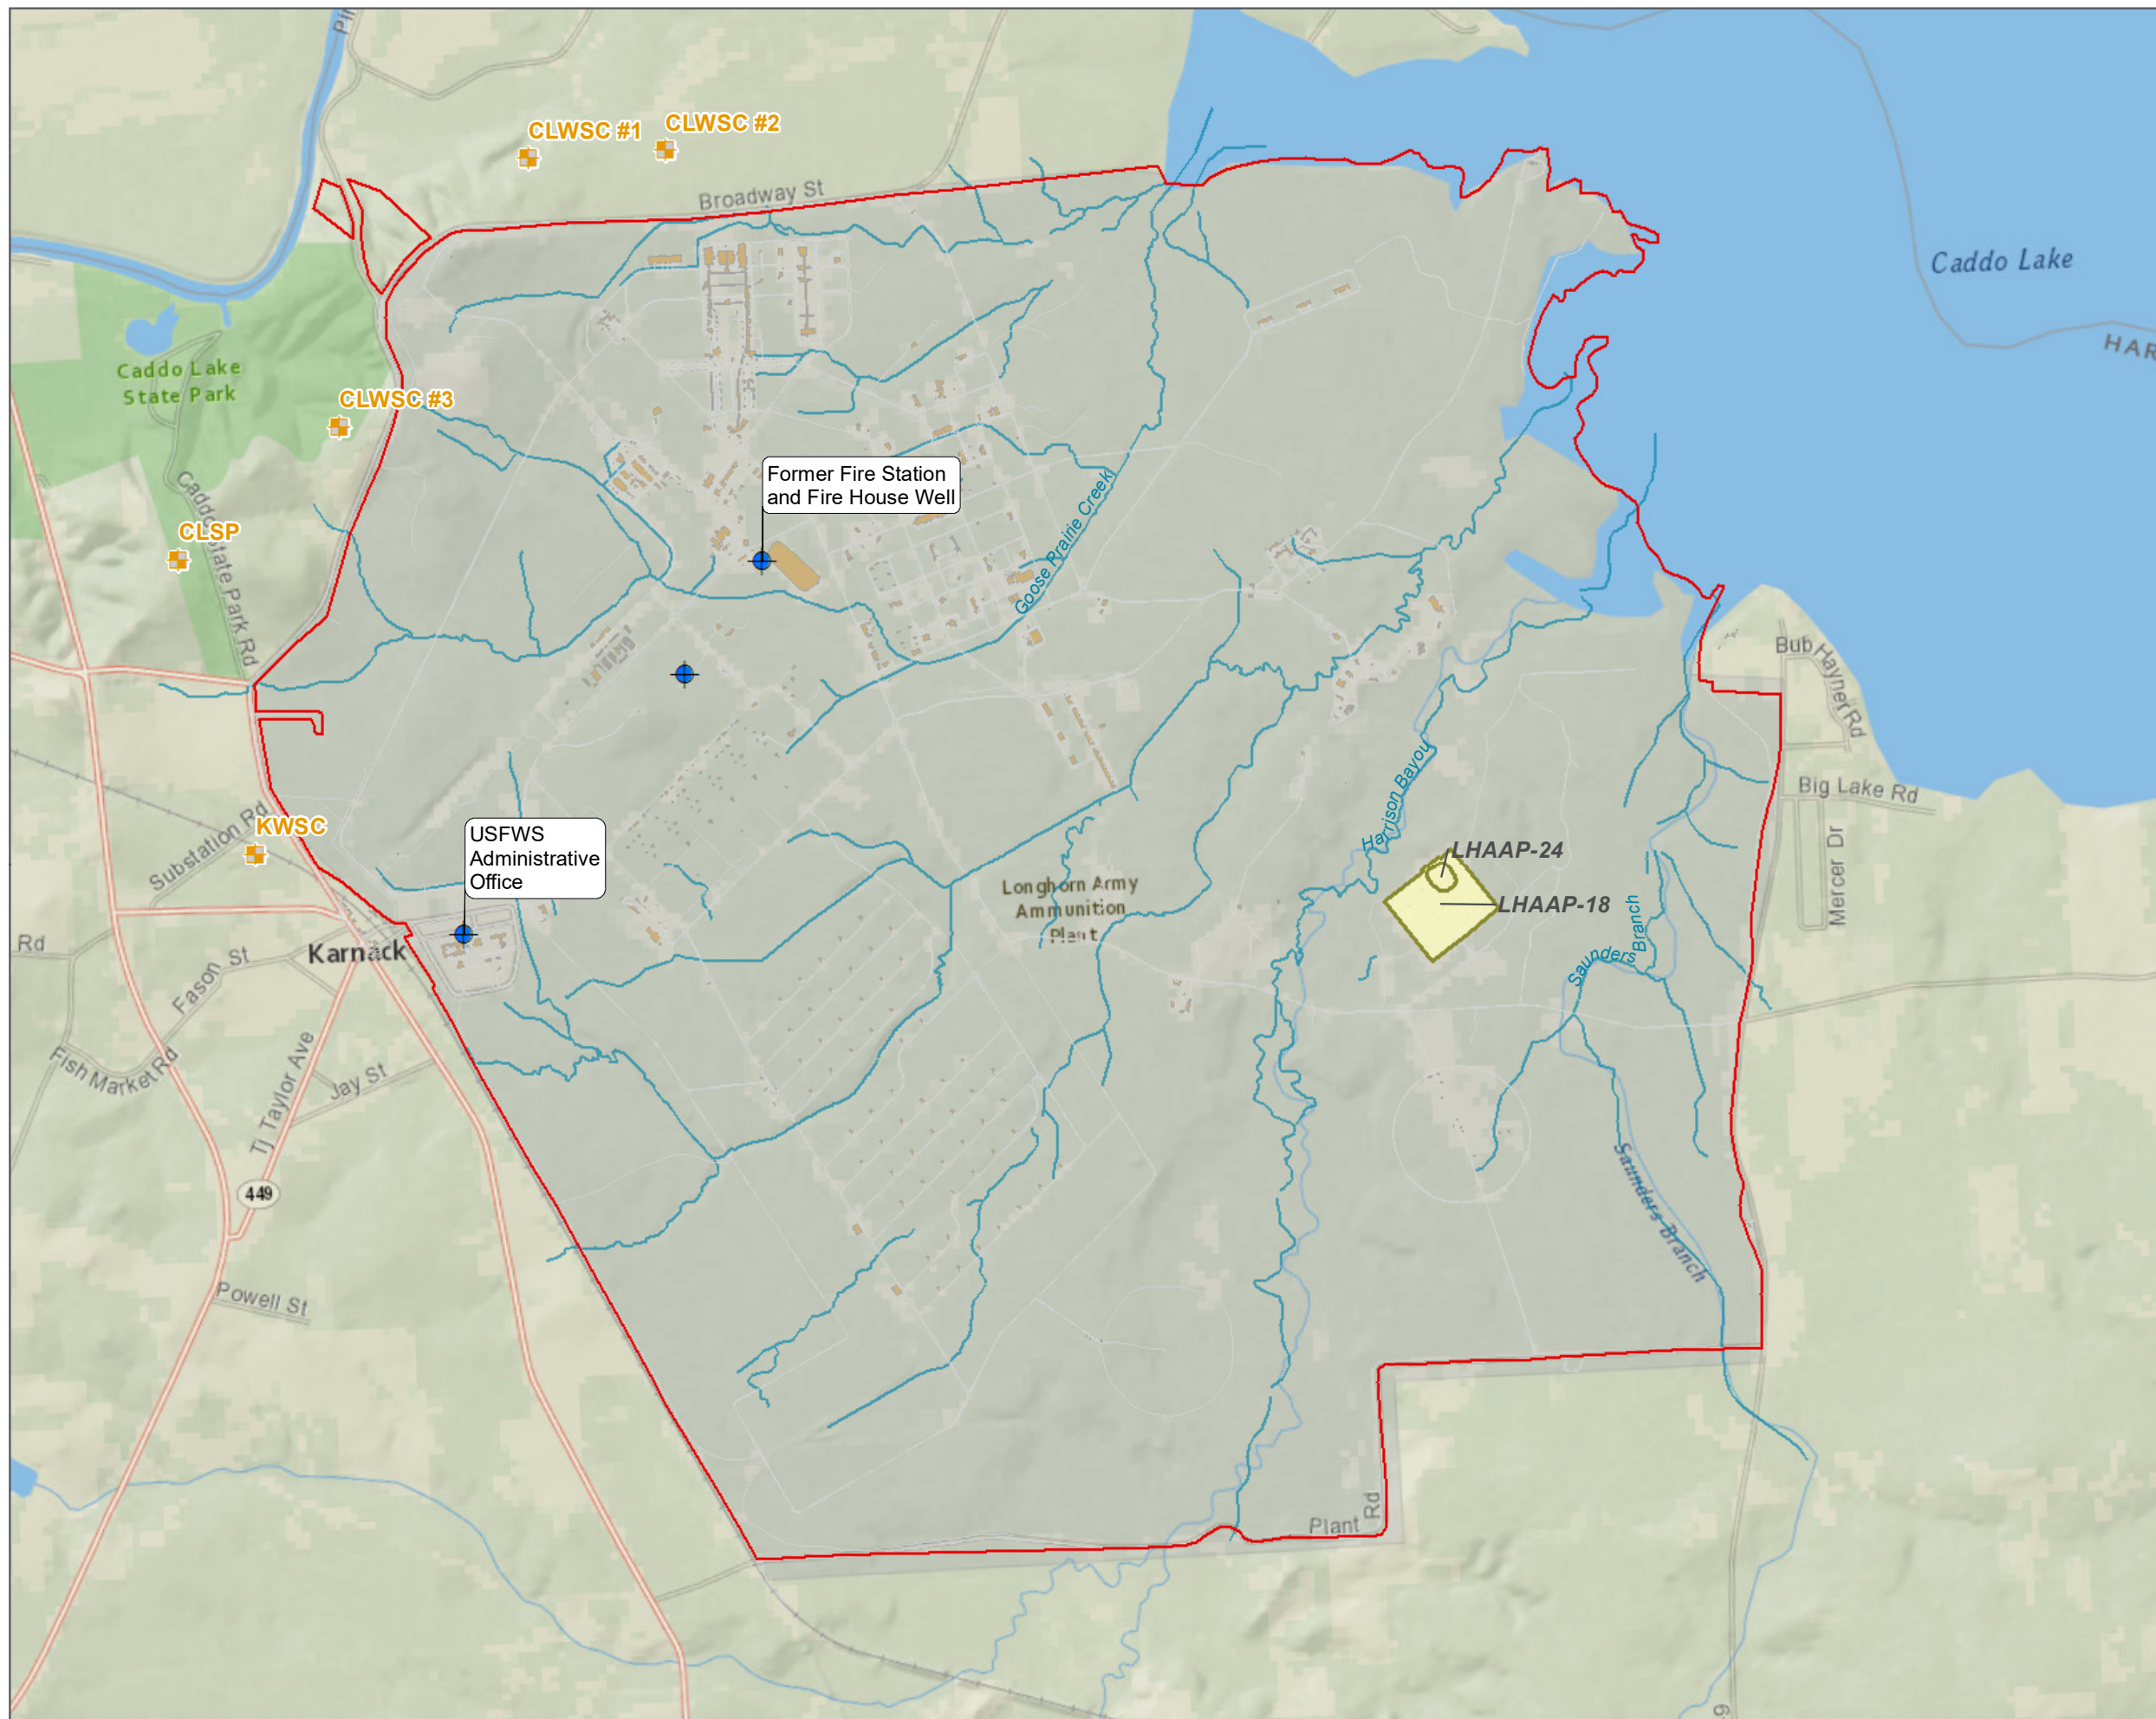 Pin
CLWSC #1
CLWSC #2
Broadway St
Caddo Lake
HAR
Caddo Lake
State Park
CLWSC #3
Former Fire Station
and Fire House Well
Goose Prairie Creek
CLSP
Caddo State Park Rd
Bub Hayner Rd
Big Lake Rd
Mercer Dr
Harrison Bayou
Substation Rd
KWSC
USFWS
Administrative
Office
LHAAP-24
LHAAP-18
Longhorn Army
Ammunition
Plant
Saunders Branch
Rd
Karnack
Fason St
Fish Market Rd
Tj Taylor Ave
Jay St
449
Saunders Branch
Powell St
Plant Rd